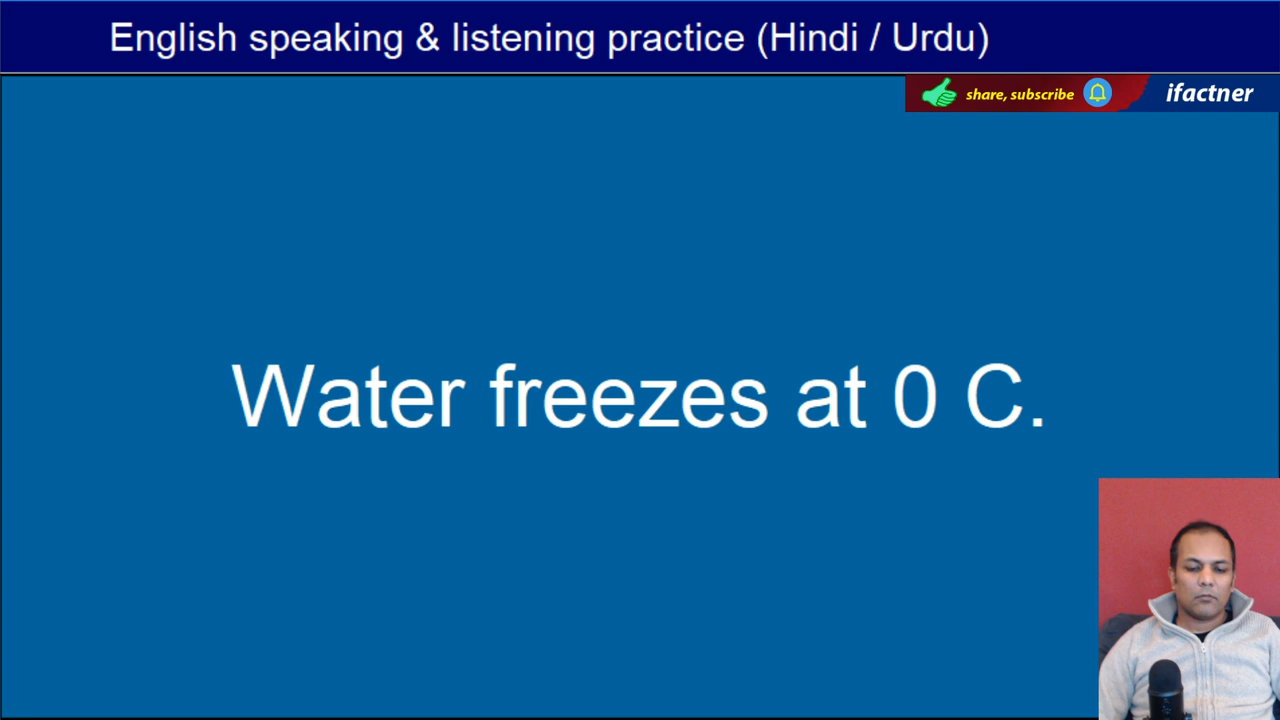 English speaking & listening practice (Hindi / Urdu)
share, subscribe
ifactner
Water freezes at 0 C.